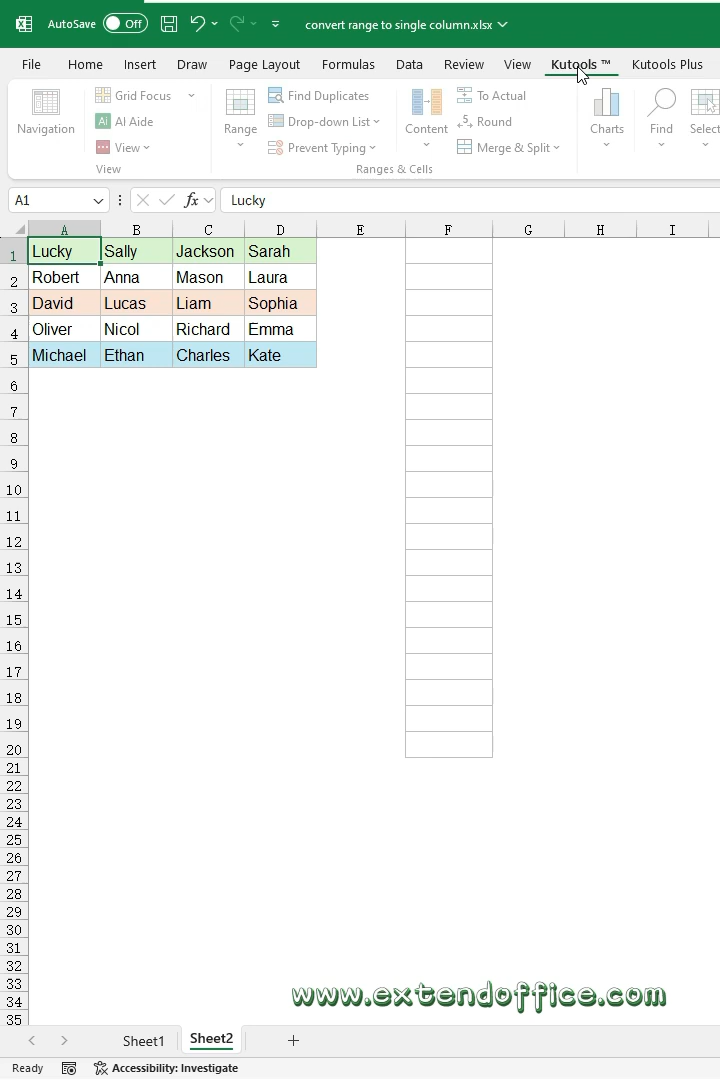 AutoSave Off convert range to single column.xlsx
File Home Insert Draw Page Layout Formulas Data Review View Kutools ™ Kutools Plus
Navigation
Grid Focus
Ai AI Aide
View
View
Range
Find Duplicates
Drop-down List
Prevent Typing
Content
To Actual
Round
Merge & Split
Ranges & Cells
Charts
Find
Select
A1 fx Lucky
A B C D E F G H I
1 Lucky Sally Jackson Sarah
2 Robert Anna Mason Laura
3 David Lucas Liam Sophia
4 Oliver Nicol Richard Emma
5 Michael Ethan Charles Kate
6
7
8
9
10
11
12
13
14
15
16
17
18
19
20
21
22
23
24
25
26
27
28
29
30
31
32
33
34
35
www.extendoffice.com
Sheet1 Sheet2 +
Ready Accessibility: Investigate